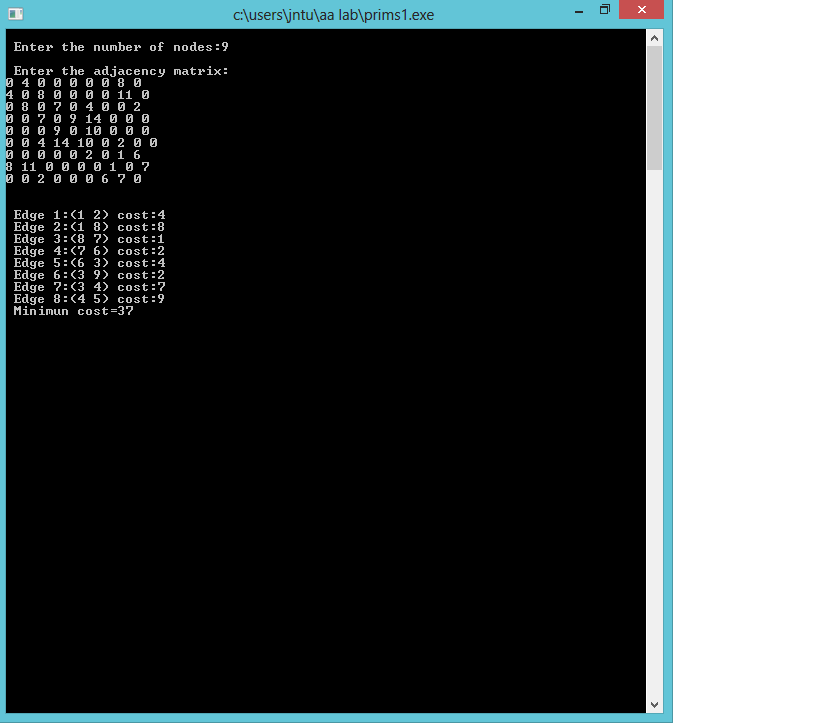 c:\users\jntu\aa lab\prims1.exe
Enter the number of nodes:9
Enter the adjacency matrix:
0 4 0 0 0 0 0 8 0
4 0 8 0 0 0 0 11 0
0 8 0 7 0 4 0 0 2
0 0 7 0 9 14 0 0 0
0 0 0 9 0 10 0 0 0
0 0 4 14 10 0 2 0 0
0 0 0 0 0 2 0 1 6
8 11 0 0 0 0 1 0 7
0 0 2 0 0 0 6 7 0
Edge 1:(1 2) cost:4
Edge 2:(1 8) cost:8
Edge 3:(8 7) cost:1
Edge 4:(7 6) cost:2
Edge 5:(6 3) cost:4
Edge 6:(3 9) cost:2
Edge 7:(3 4) cost:7
Edge 8:(4 5) cost:9
Minimun cost=37